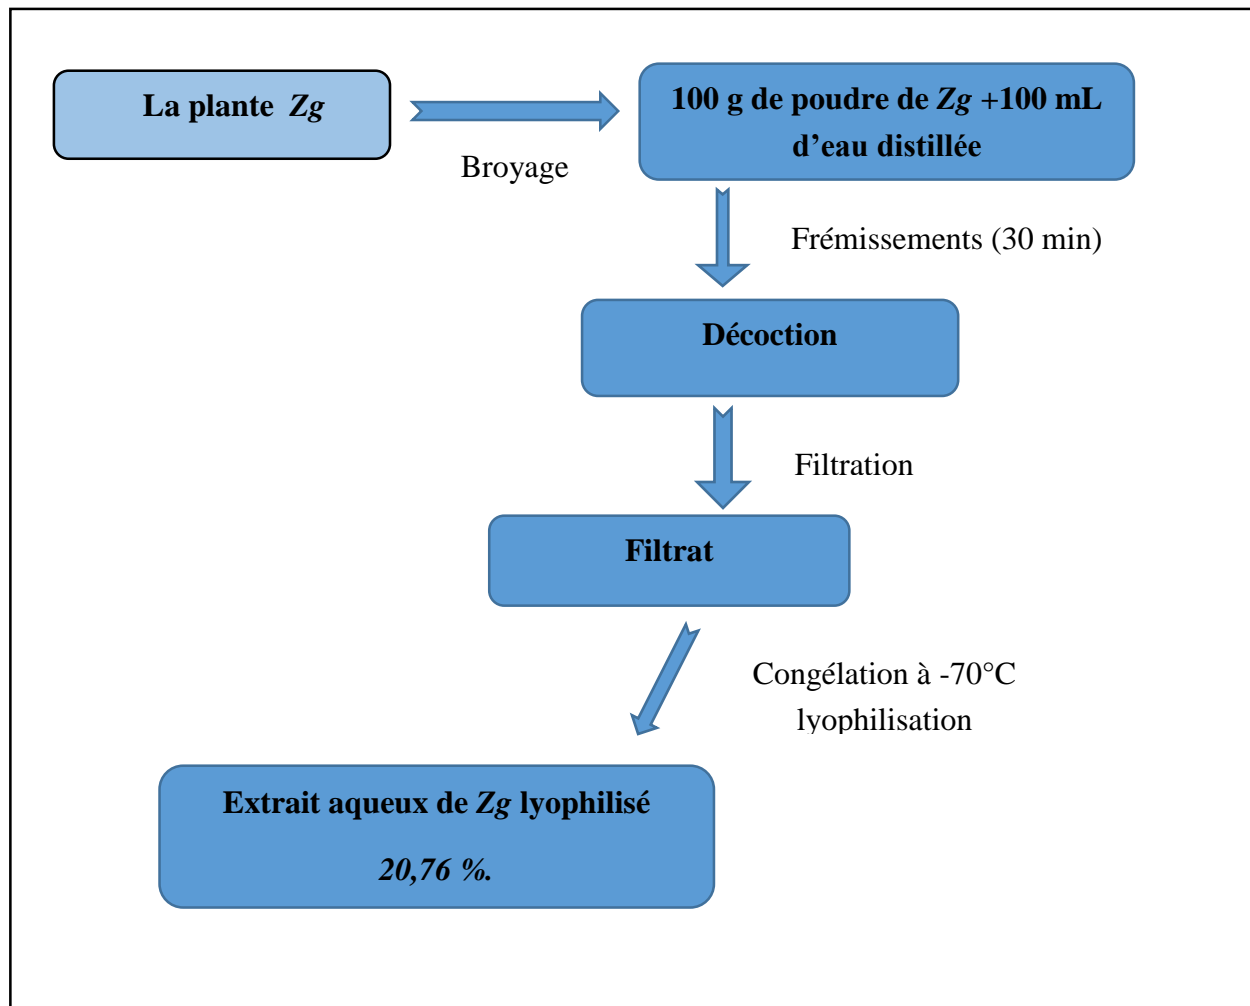 La plante Zg
Broyage
100 g de poudre de Zg +100 mL
d’eau distillée
Frémissements (30 min)
Décoction
Filtration
Filtrat
Congélation à -70°C
lyophilisation
Extrait aqueux de Zg lyophilisé
20,76 %.